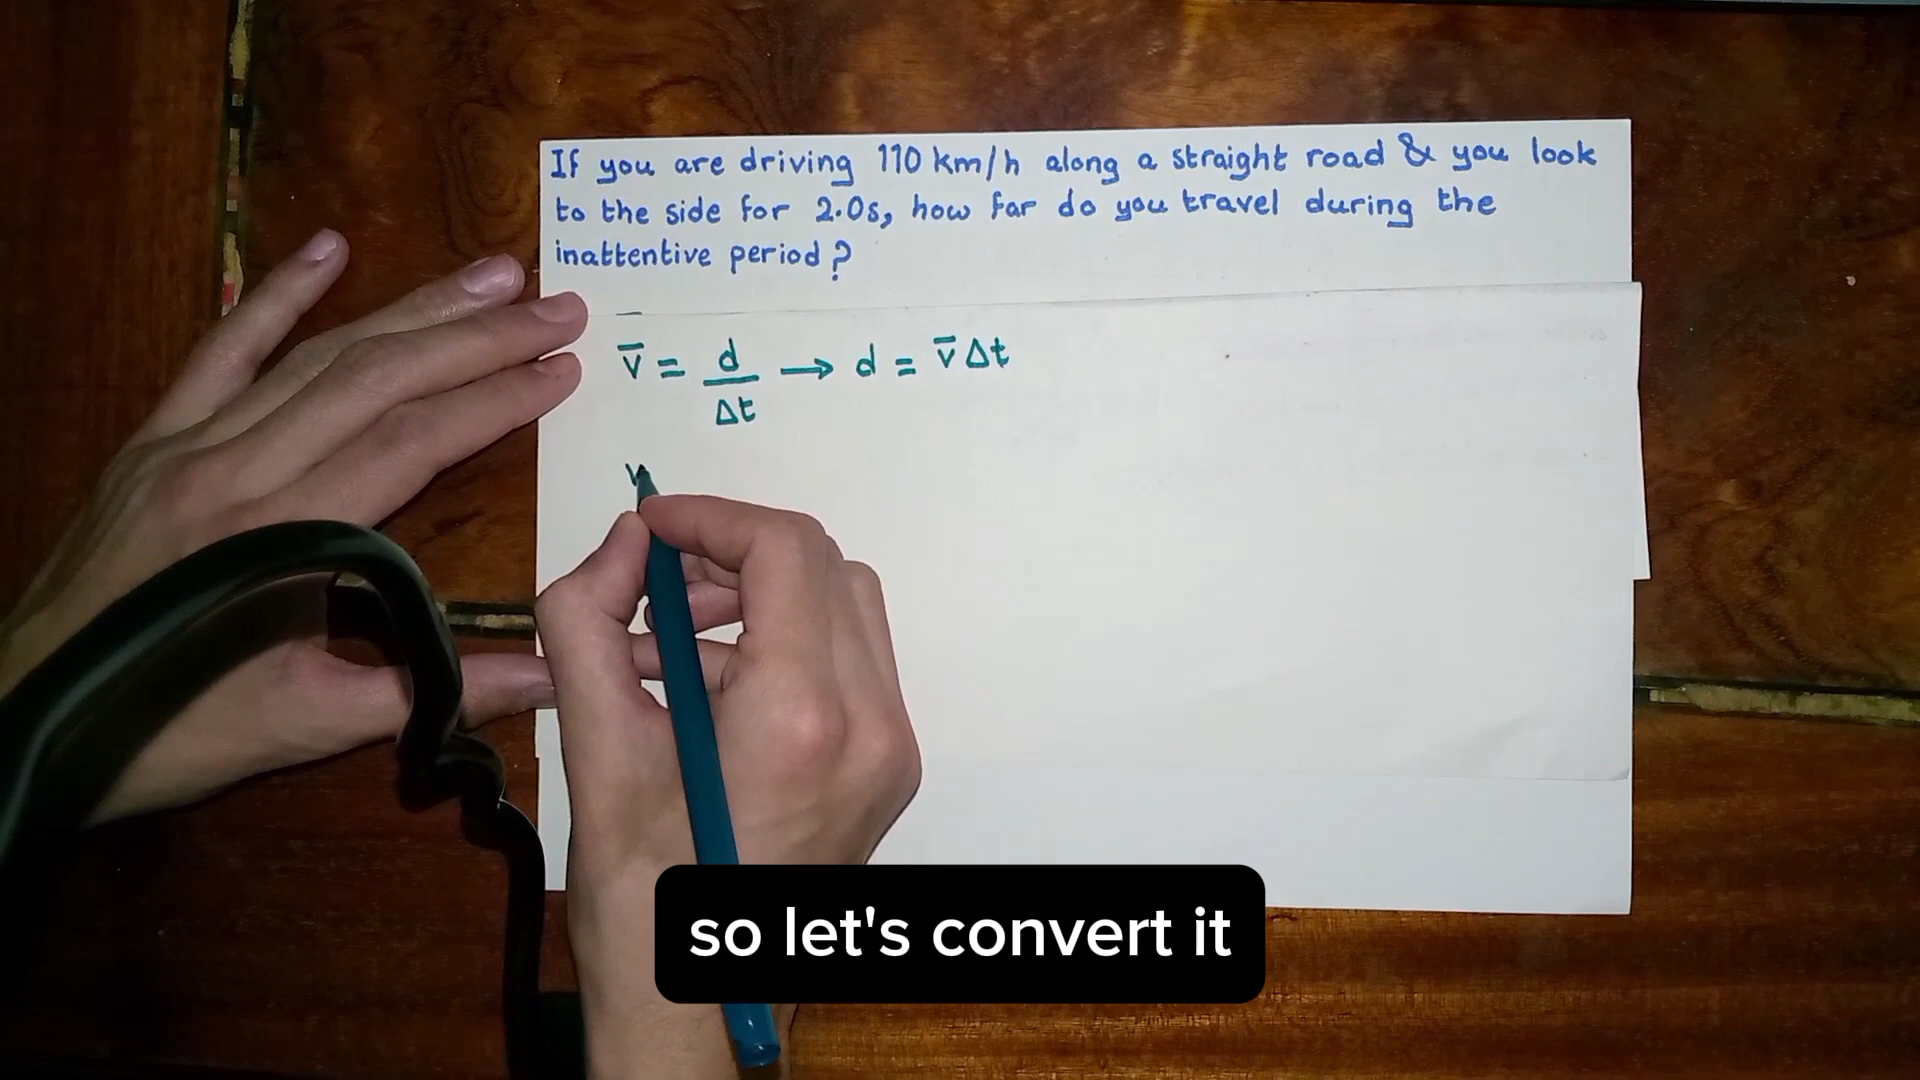 If you are driving 110 km/h along a straight road & you look
to the side for 2.0s, how far do you travel during the
inattentive period?
v̅ = d/Δt → d = v̅Δt
v
so let's convert it